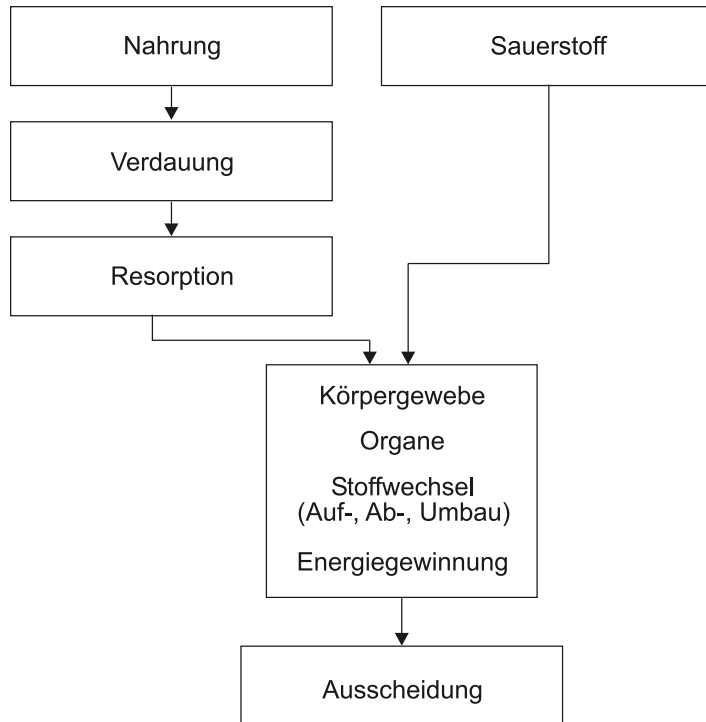 Nahrung
Sauerstoff
Verdauung
Resorption
Körpergewebe
Organe
Stoffwechsel
(Auf-, Ab-, Umbau)
Energiegewinnung
Ausscheidung